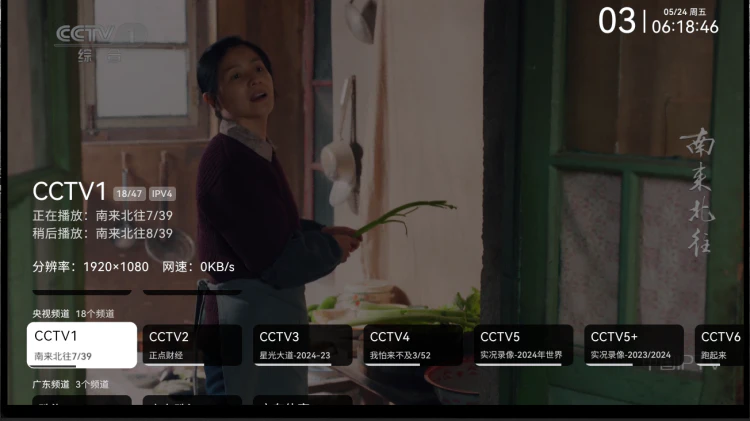 CCTV 1
综合
03
05/24 周五
06:18:46
南来北往
CCTV1 18/47 IPV4
正在播放：南来北往7/39
稍后播放：南来北往8/39
分辨率：1920×1080 网速：0KB/s
央视频道 18个频道
CCTV1
南来北往7/39
CCTV2
正点财经
CCTV3
星光大道-2024-23
CCTV4
我怕来不及3/52
CCTV5
实况录像-2024年世界
CCTV5+
实况录像-2023/2024
CCTV6
跑起来
广东频道 3个频道